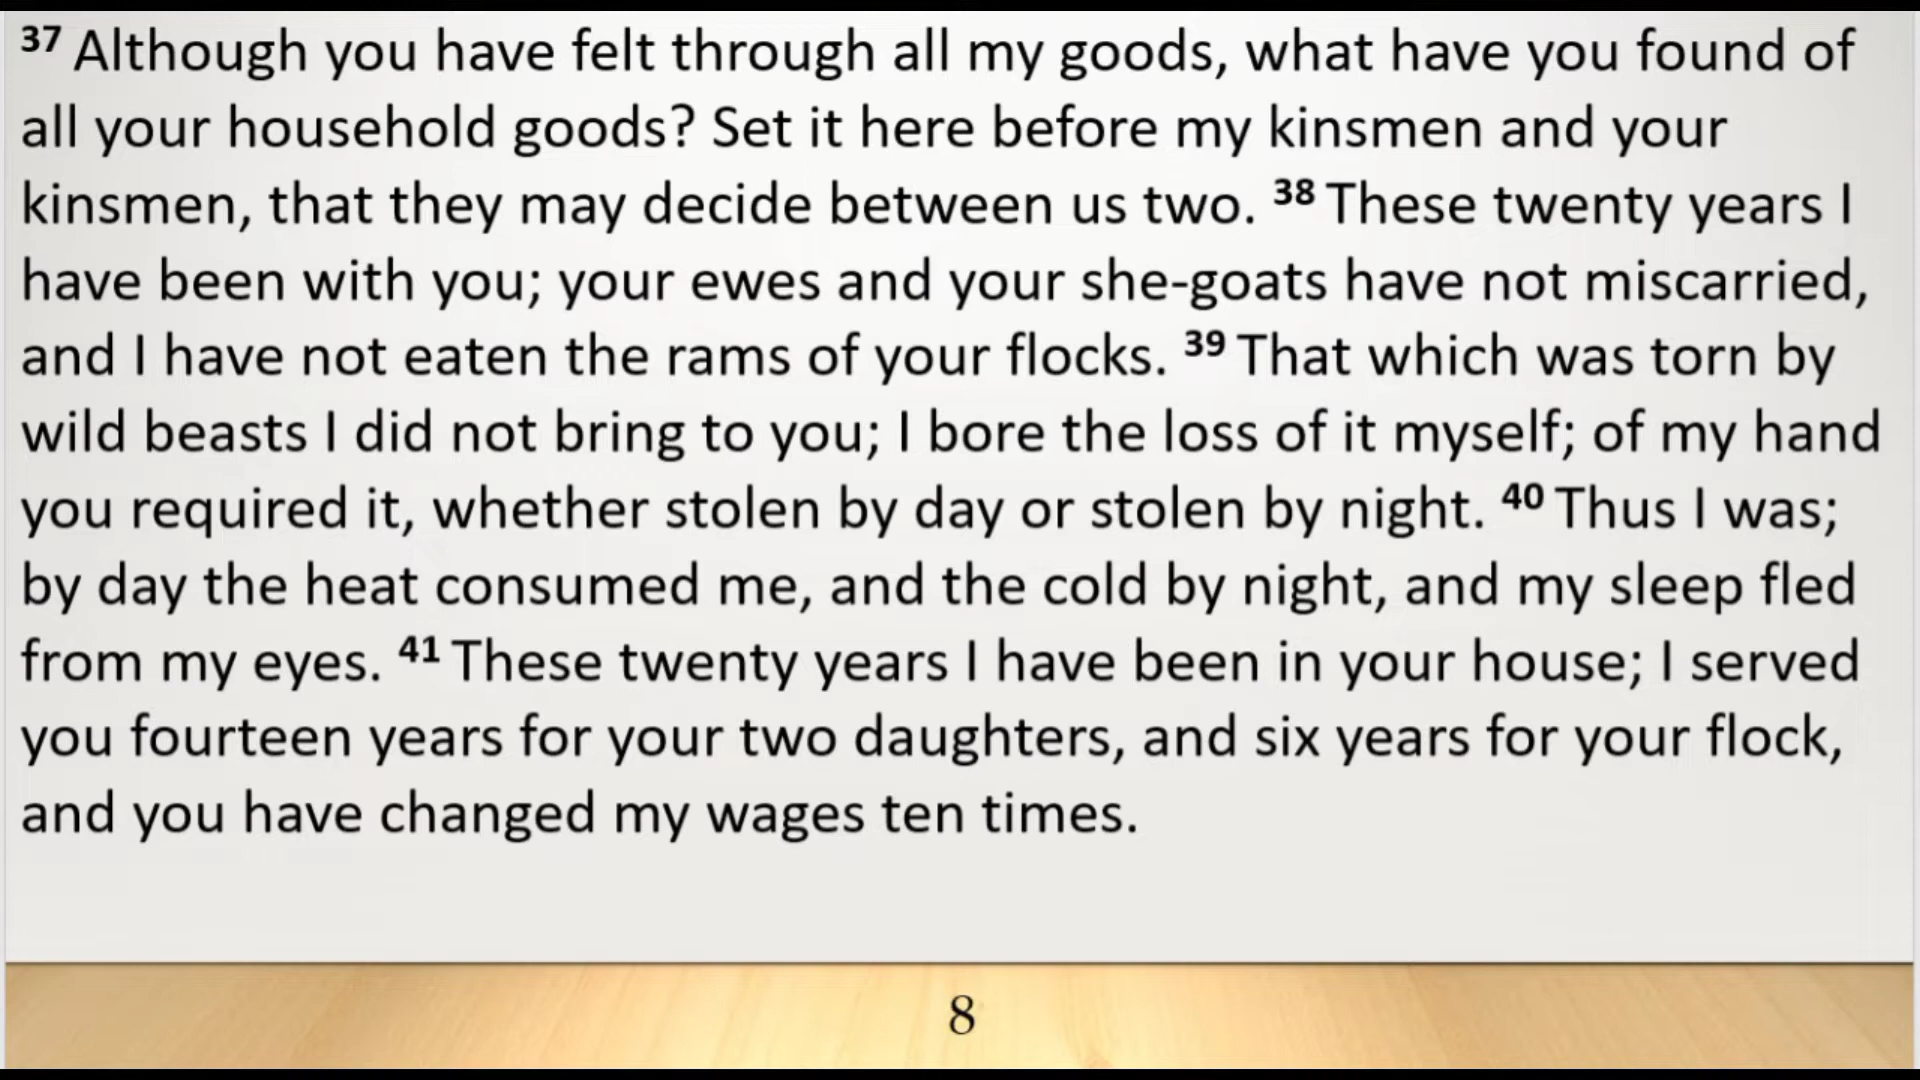 37 Although you have felt through all my goods, what have you found of
all your household goods? Set it here before my kinsmen and your
kinsmen, that they may decide between us two. 38 These twenty years I
have been with you; your ewes and your she-goats have not miscarried,
and I have not eaten the rams of your flocks. 39 That which was torn by
wild beasts I did not bring to you; I bore the loss of it myself; of my hand
you required it, whether stolen by day or stolen by night. 40 Thus I was;
by day the heat consumed me, and the cold by night, and my sleep fled
from my eyes. 41 These twenty years I have been in your house; I served
you fourteen years for your two daughters, and six years for your flock,
and you have changed my wages ten times.
8